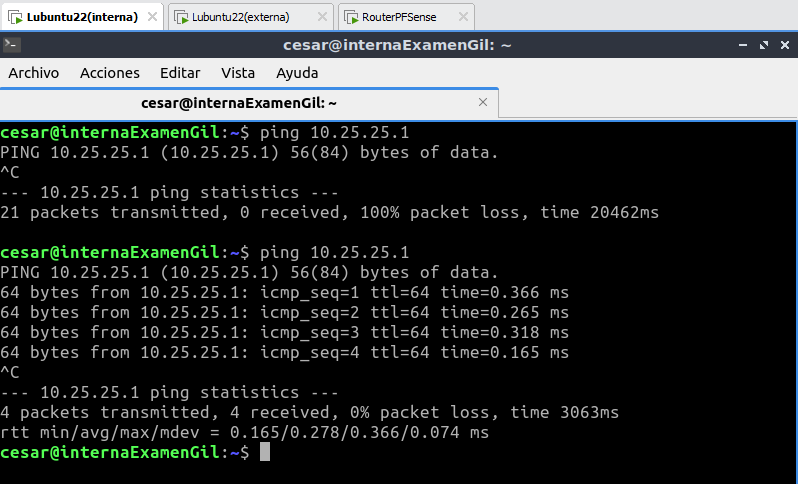 Lubuntu22(interna) Lubuntu22(externa) RouterPFSense
cesar@internaExamenGil: ~
Archivo Acciones Editar Vista Ayuda
cesar@internaExamenGil: ~
cesar@internaExamenGil:~$ ping 10.25.25.1
PING 10.25.25.1 (10.25.25.1) 56(84) bytes of data.
^C
--- 10.25.25.1 ping statistics ---
21 packets transmitted, 0 received, 100% packet loss, time 20462ms
cesar@internaExamenGil:~$ ping 10.25.25.1
PING 10.25.25.1 (10.25.25.1) 56(84) bytes of data.
64 bytes from 10.25.25.1: icmp_seq=1 ttl=64 time=0.366 ms
64 bytes from 10.25.25.1: icmp_seq=2 ttl=64 time=0.265 ms
64 bytes from 10.25.25.1: icmp_seq=3 ttl=64 time=0.318 ms
64 bytes from 10.25.25.1: icmp_seq=4 ttl=64 time=0.165 ms
^C
--- 10.25.25.1 ping statistics ---
4 packets transmitted, 4 received, 0% packet loss, time 3063ms
rtt min/avg/max/mdev = 0.165/0.278/0.366/0.074 ms
cesar@internaExamenGil:~$